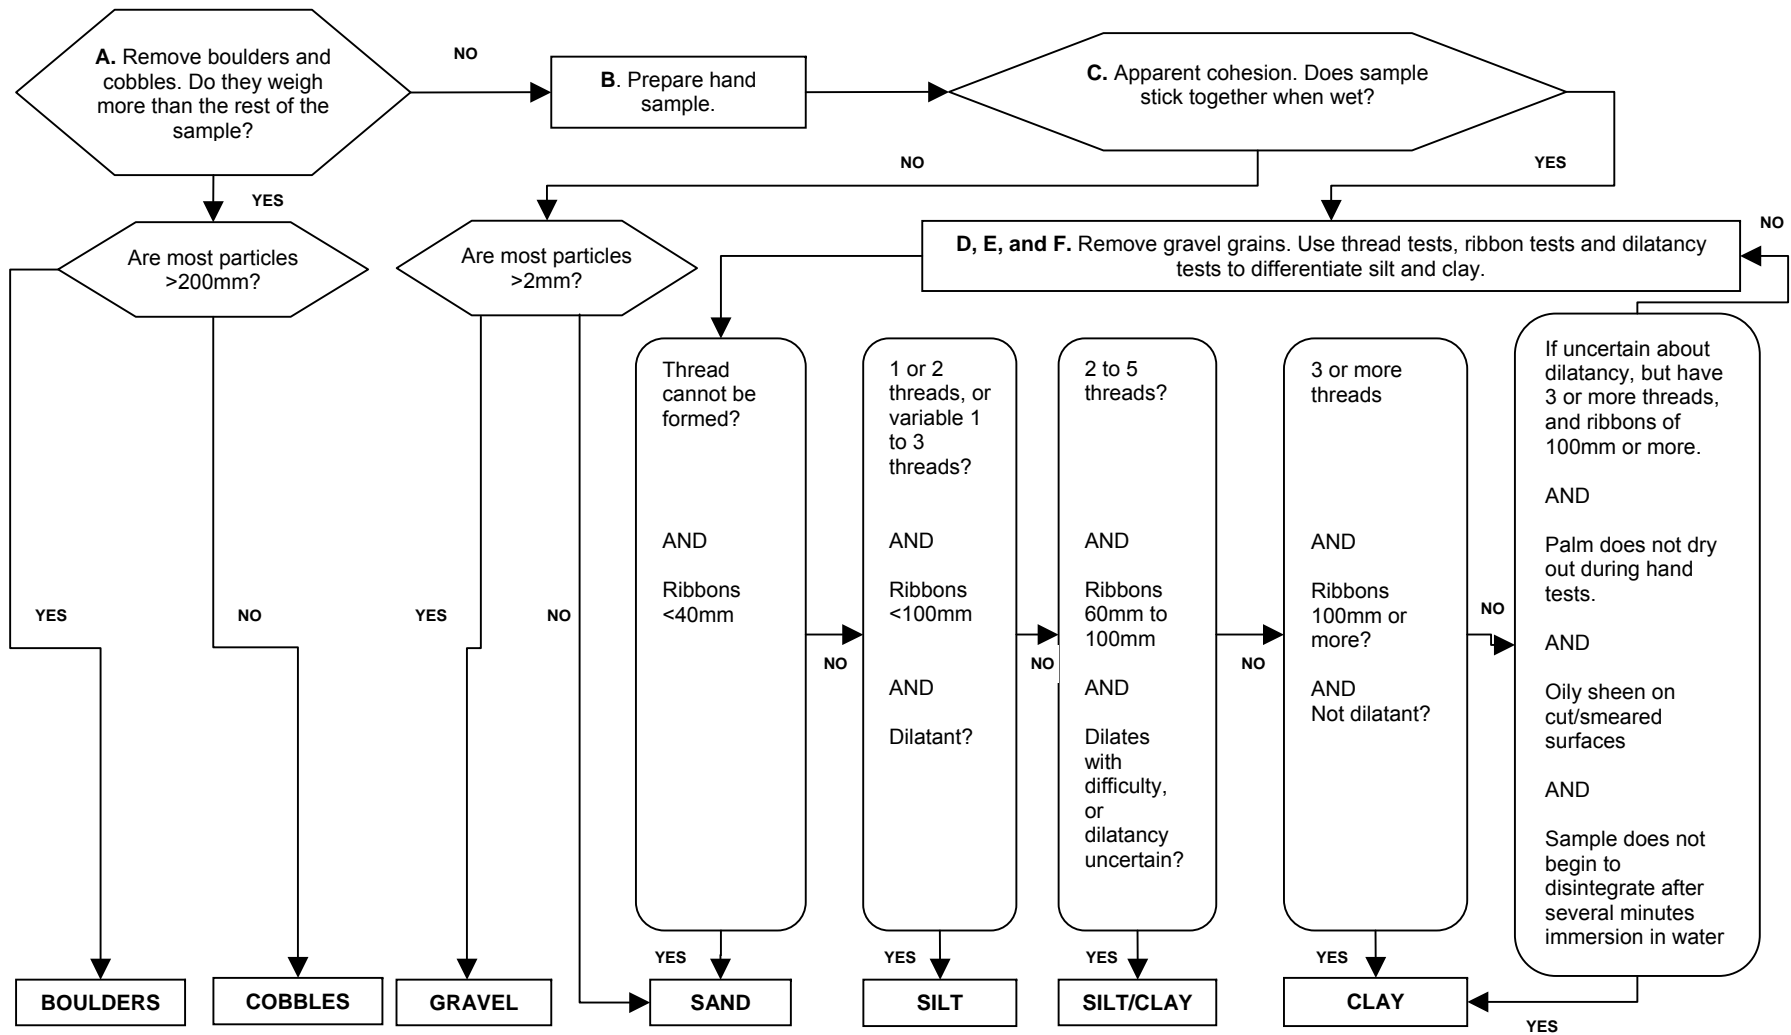 A. Remove boulders and
cobbles. Do they weigh
more than the rest of the
sample?
NO
B. Prepare hand
sample.
C. Apparent cohesion. Does sample
stick together when wet?
YES
NO
YES
Are most particles
>200mm?
Are most particles
>2mm?
D, E, and F. Remove gravel grains. Use thread tests, ribbon tests and dilatancy
tests to differentiate silt and clay.
NO
Thread
cannot be
formed?
AND
Ribbons
<40mm
NO
1 or 2
threads, or
variable 1
to 3
threads?
AND
Ribbons
<100mm
AND
Dilatant?
NO
2 to 5
threads?
AND
Ribbons
60mm to
100mm
AND
Dilates
with
difficulty,
or
dilatancy
uncertain?
NO
3 or more
threads
AND
Ribbons
100mm or
more?
AND
Not dilatant?
NO
If uncertain about
dilatancy, but have
3 or more threads,
and ribbons of
100mm or more.
AND
Palm does not dry
out during hand
tests.
AND
Oily sheen on
cut/smeared
surfaces
AND
Sample does not
begin to
disintegrate after
several minutes
immersion in water
YES
NO
YES
NO
YES
YES
YES
YES
YES
BOULDERS
COBBLES
GRAVEL
SAND
SILT
SILT/CLAY
CLAY